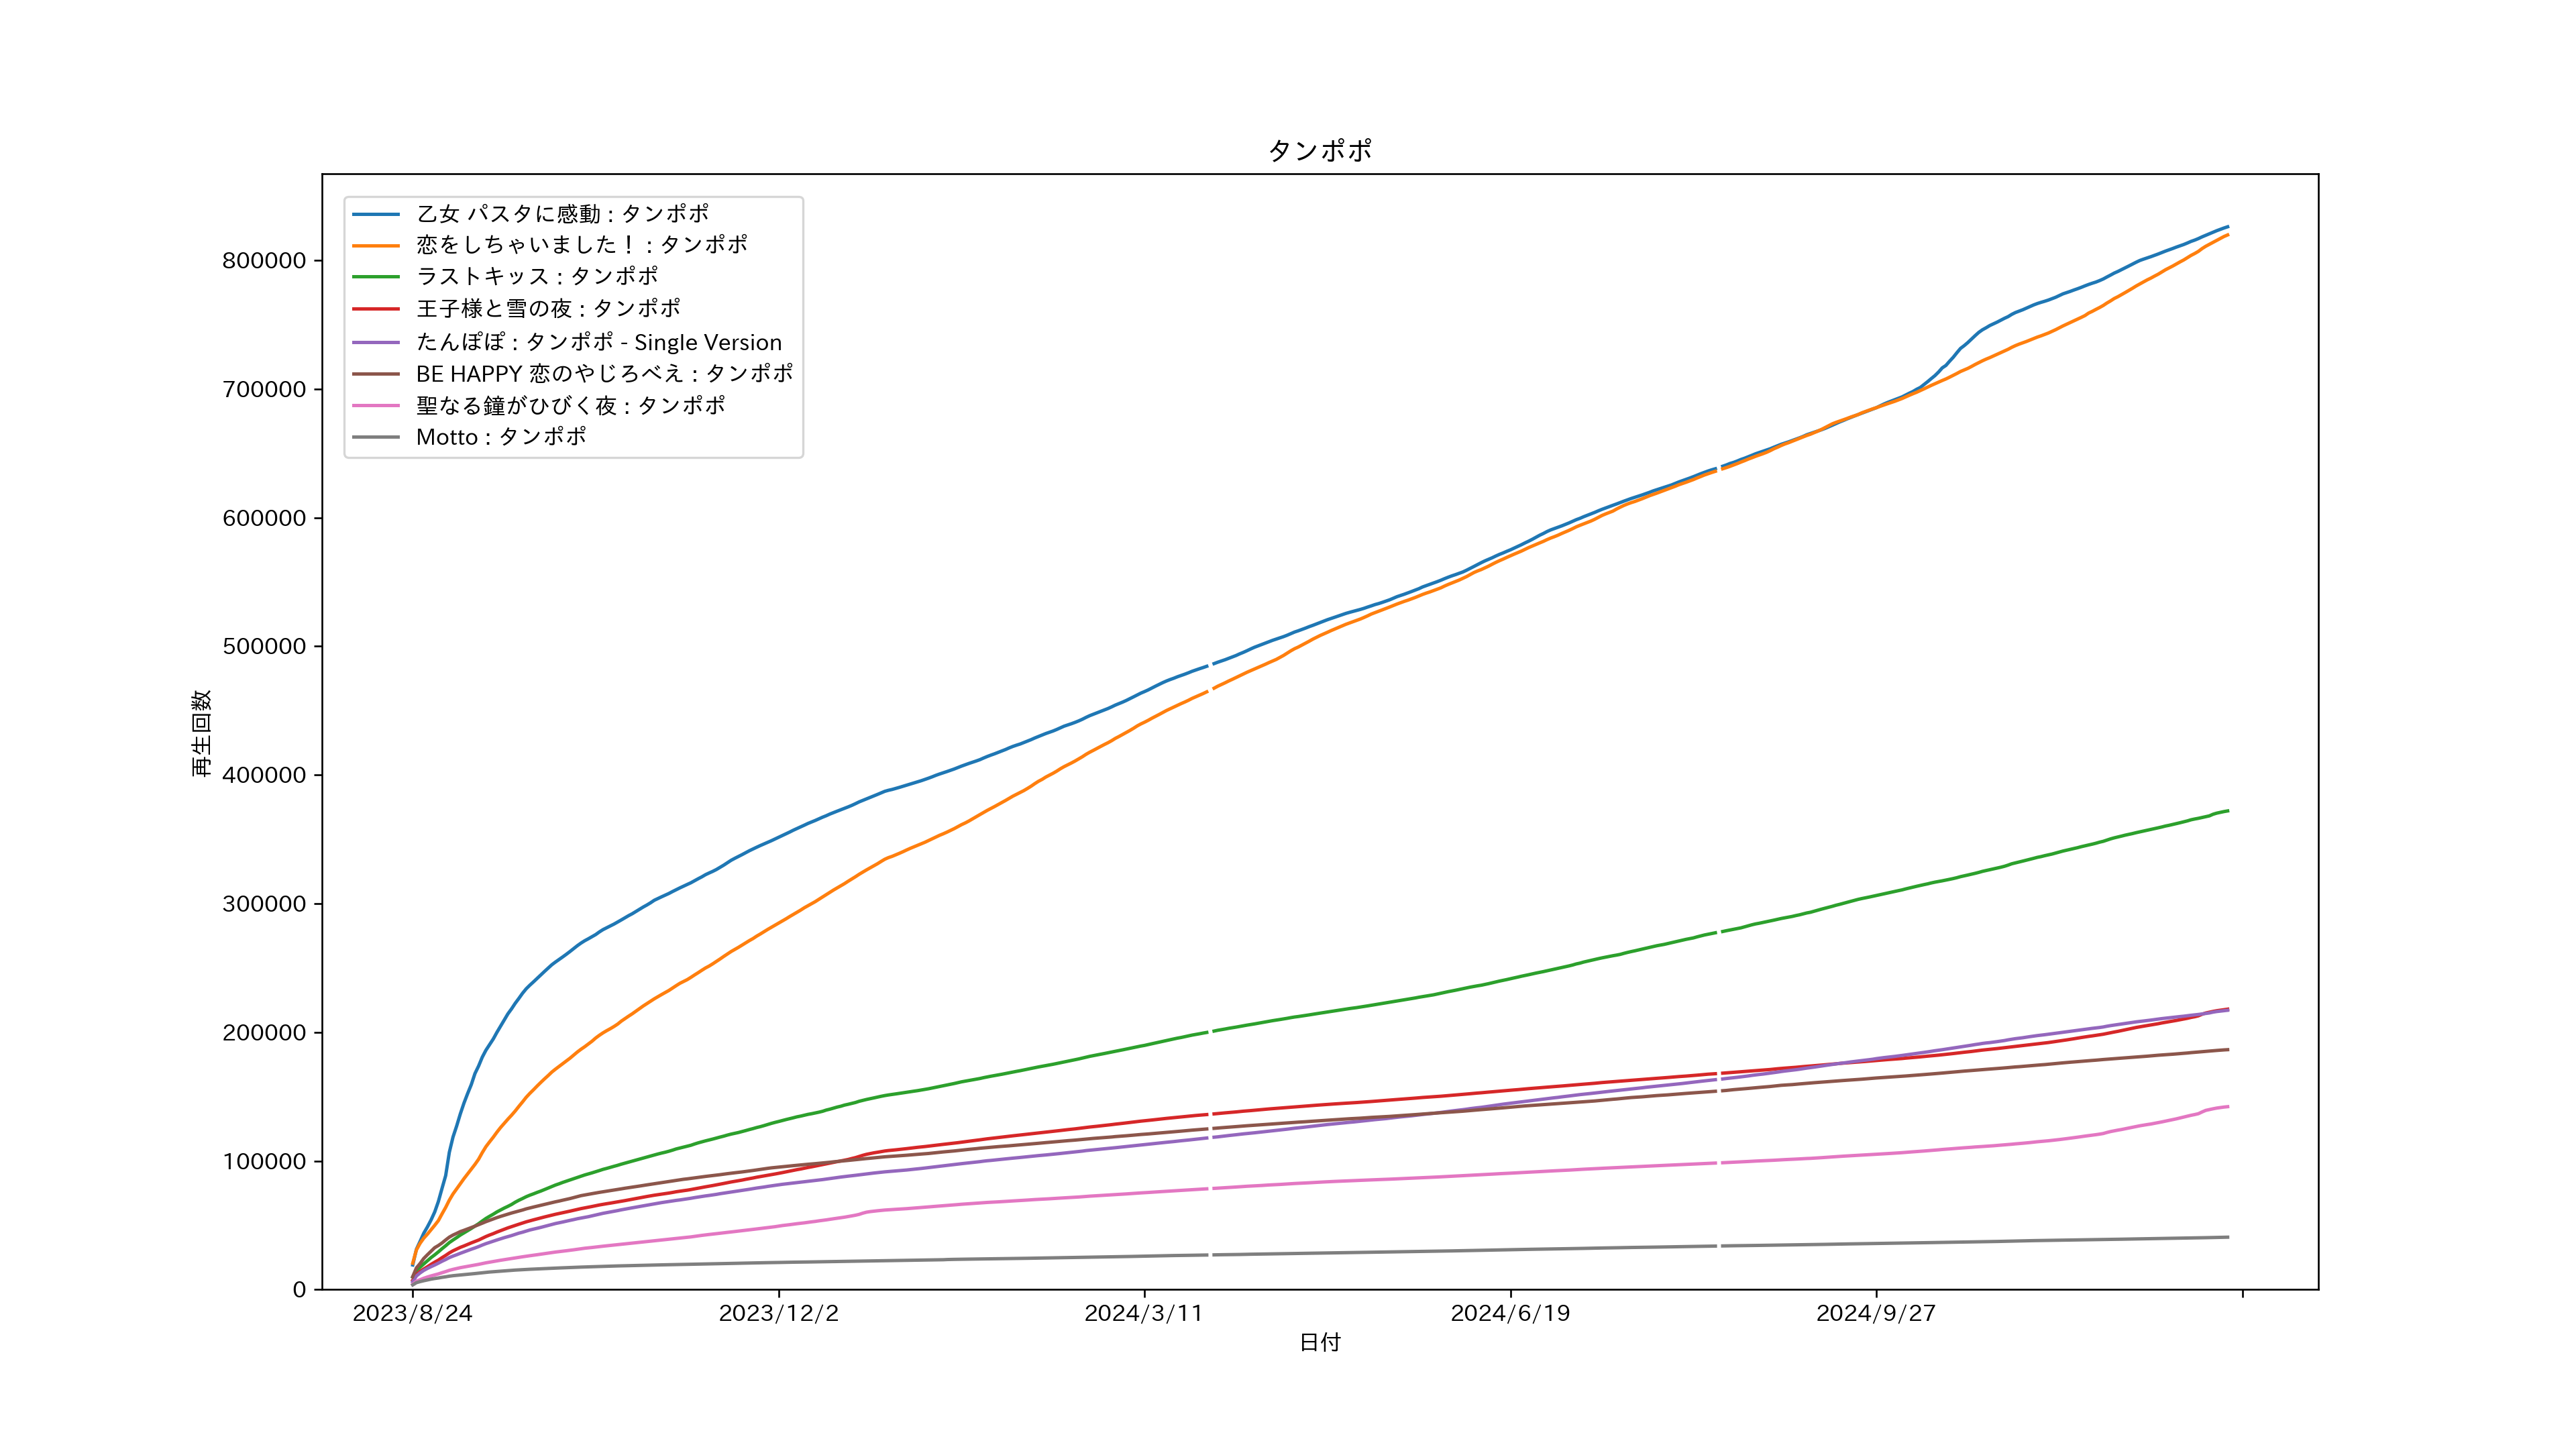 タンポポ
乙女 パスタに感動 : タンポポ
恋をしちゃいました！ : タンポポ
ラストキッス : タンポポ
王子様と雪の夜 : タンポポ
たんぽぽ : タンポポ - Single Version
BE HAPPY 恋のやじろべえ : タンポポ
聖なる鐘がひびく夜 : タンポポ
Motto : タンポポ
再生回数
800000
700000
600000
500000
400000
300000
200000
100000
0
2023/8/24 2023/12/2 2024/3/11 2024/6/19 2024/9/27
日付